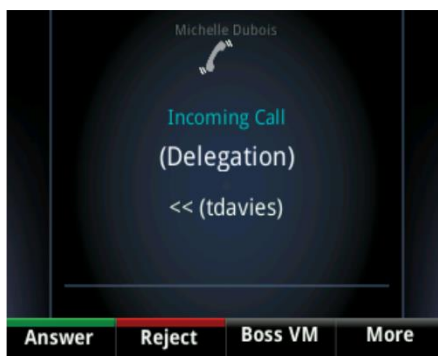 Michelle Dubois
Incoming Call
(Delegation)
<< (tdavies)
Answer Reject Boss VM More